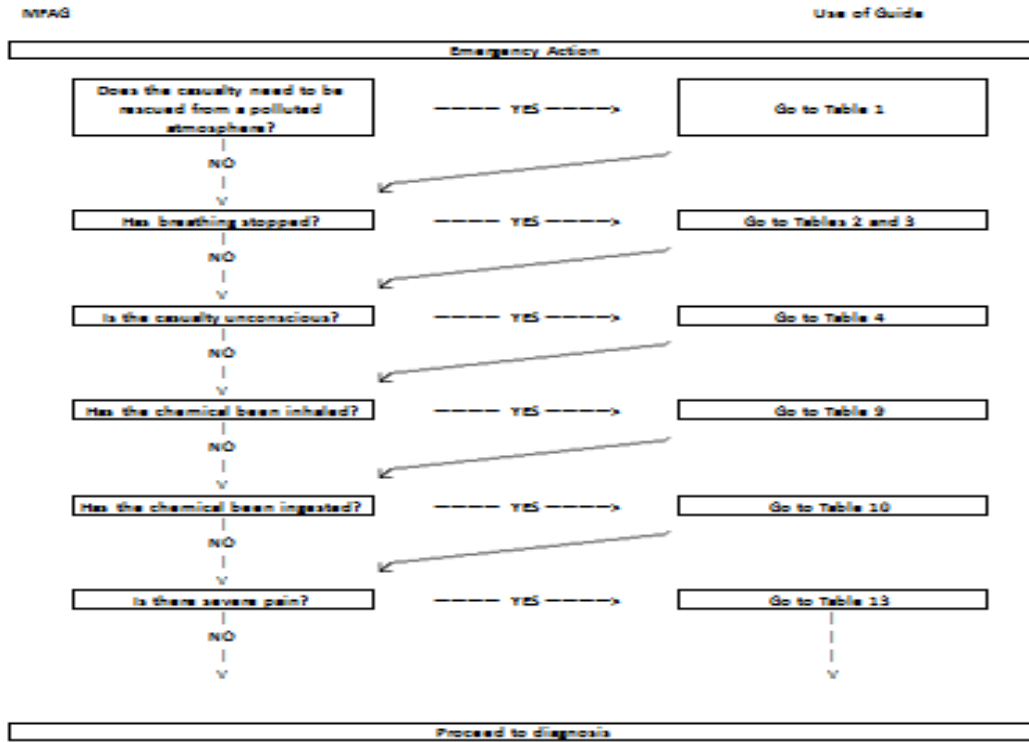 MFAG Use of Guide
Emergency Action
Does the casualty need to be
rescued from a polluted
atmosphere?
YES
Go to Table 1
NO
Has breathing stopped?
YES
Go to Tables 2 and 3
NO
Is the casualty unconscious?
YES
Go to Table 4
NO
Has the chemical been inhaled?
YES
Go to Table 9
NO
Has the chemical been ingested?
YES
Go to Table 10
NO
Is there severe pain?
YES
Go to Table 13
NO
Proceed to diagnosis